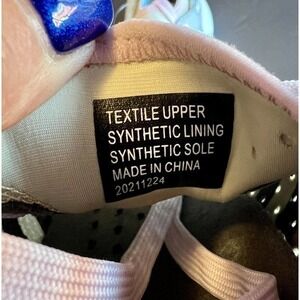 TEXTILE UPPER
SYNTHETIC LINING
SYNTHETIC SOLE
MADE IN CHINA
20211224